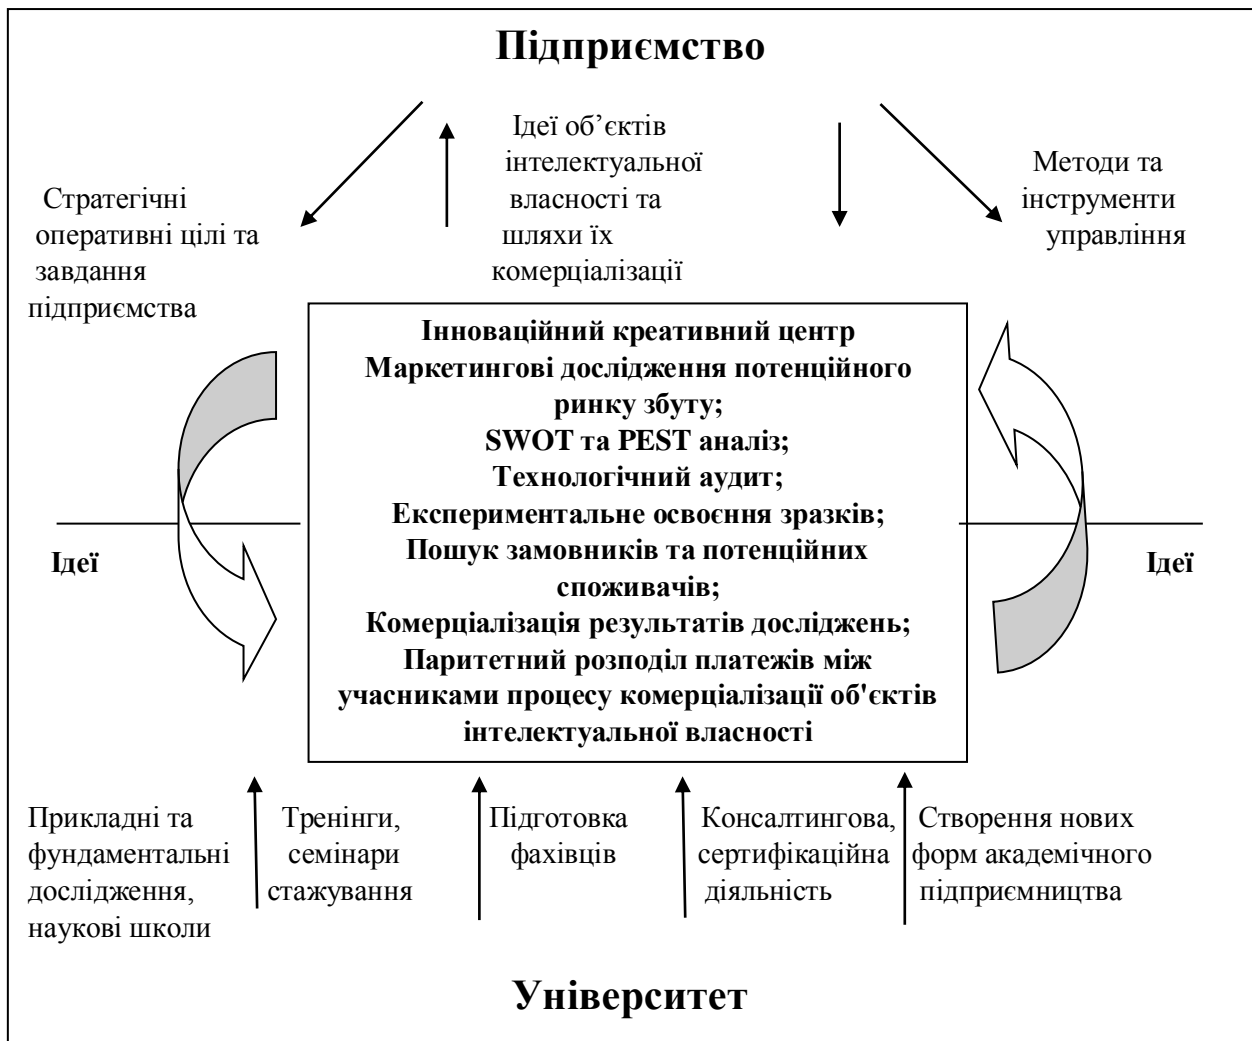 Підприємство
Стратегічні
оперативні цілі та
завдання
підприємства
Ідеї об’єктів
інтелектуальної
власності та
шляхи їх
комерціалізації
Методи та
інструменти
управління
Інноваційний креативний центр
Маркетингові дослідження потенційного
ринку збуту;
SWOT та PEST аналіз;
Технологічний аудит;
Експериментальне освоєння зразків;
Пошук замовників та потенційних
споживачів;
Комерціалізація результатів досліджень;
Паритетний розподіл платежів між
учасниками процесу комерціалізації об'єктів
інтелектуальної власності
Ідеї
Ідеї
Прикладні та
фундаментальні
дослідження,
наукові школи
Тренінги,
семінари
стажування
Підготовка
фахівців
Консалтингова,
сертифікаційна
діяльність
Створення нових
форм академічного
підприємництва
Університет